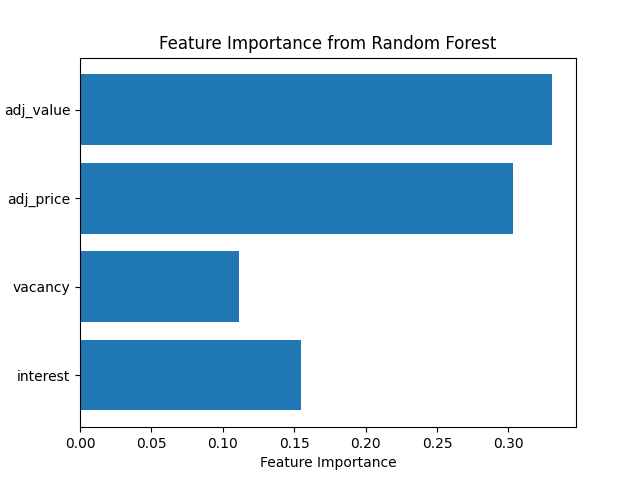 Feature Importance from Random Forest
adj_value
adj_price
vacancy
interest
0.00 0.05 0.10 0.15 0.20 0.25 0.30
Feature Importance